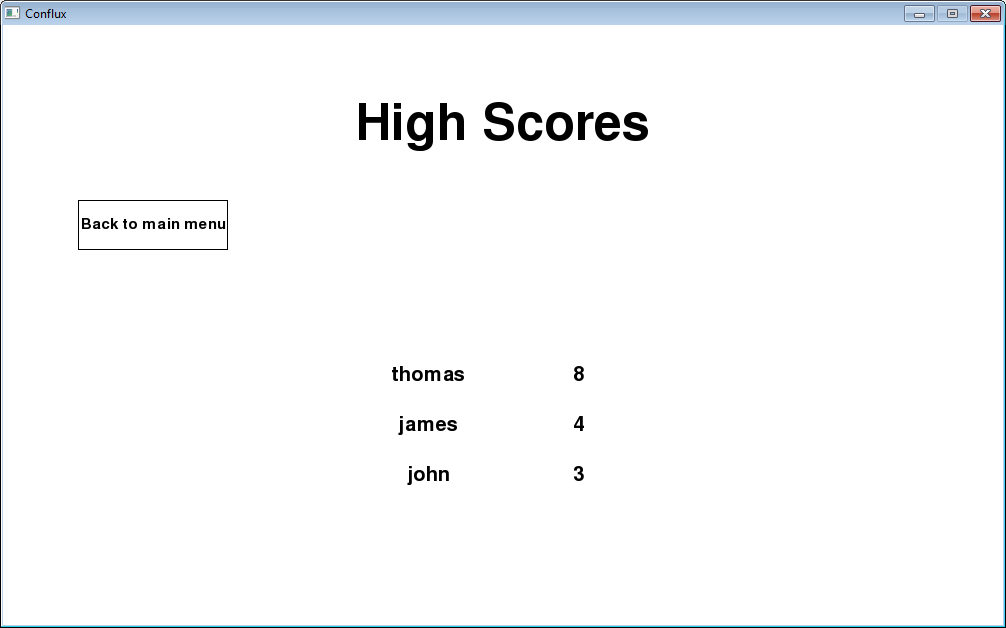 Conflux
High Scores
Back to main menu
thomas 8
james 4
john 3